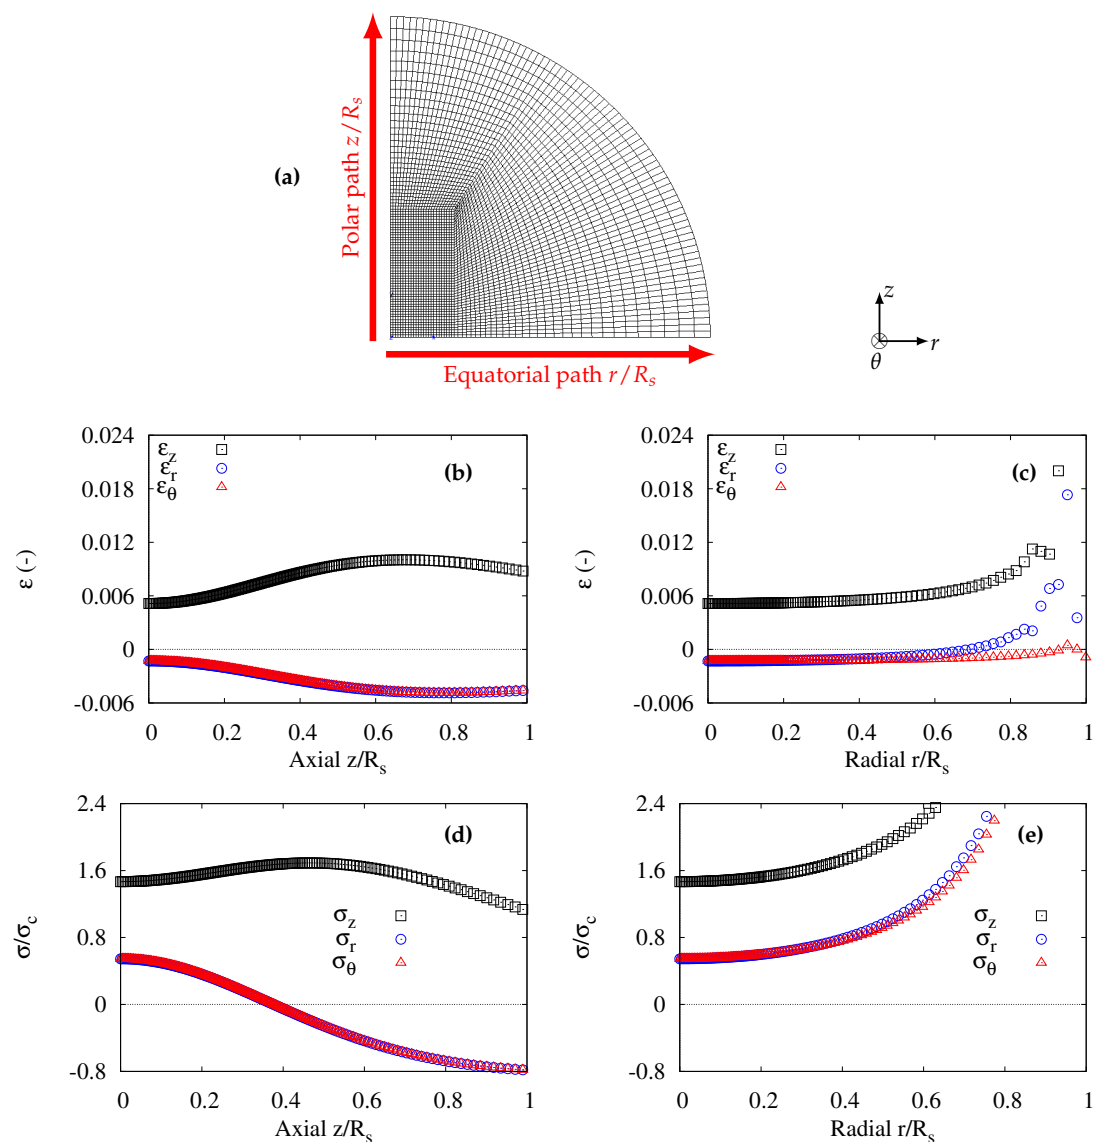 Polar path z/R_s
(a)
Equatorial path r/R_s
z
r
θ
0.024
0.018
0.012
0.006
0
-0.006
ε (-)
ε_z
ε_r
ε_θ
(b)
0 0.2 0.4 0.6 0.8 1
Axial z/R_s
0.024
0.018
0.012
0.006
0
-0.006
ε (-)
ε_z
ε_r
ε_θ
(c)
0 0.2 0.4 0.6 0.8 1
Radial r/R_s
2.4
1.6
0.8
0
-0.8
σ/σ_c
(d)
σ_z
σ_r
σ_θ
0 0.2 0.4 0.6 0.8 1
Axial z/R_s
2.4
1.6
0.8
0
-0.8
σ/σ_c
(e)
σ_z
σ_r
σ_θ
0 0.2 0.4 0.6 0.8 1
Radial r/R_s